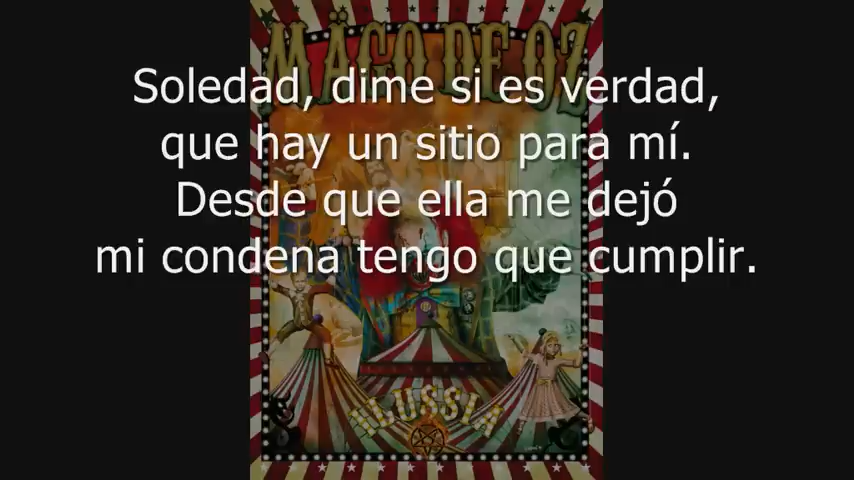 MÄGO DE OZ
Soledad, dime si es verdad,
que hay un sitio para mí.
Desde que ella me dejó
mi condena tengo que cumplir.
ILUSSIA